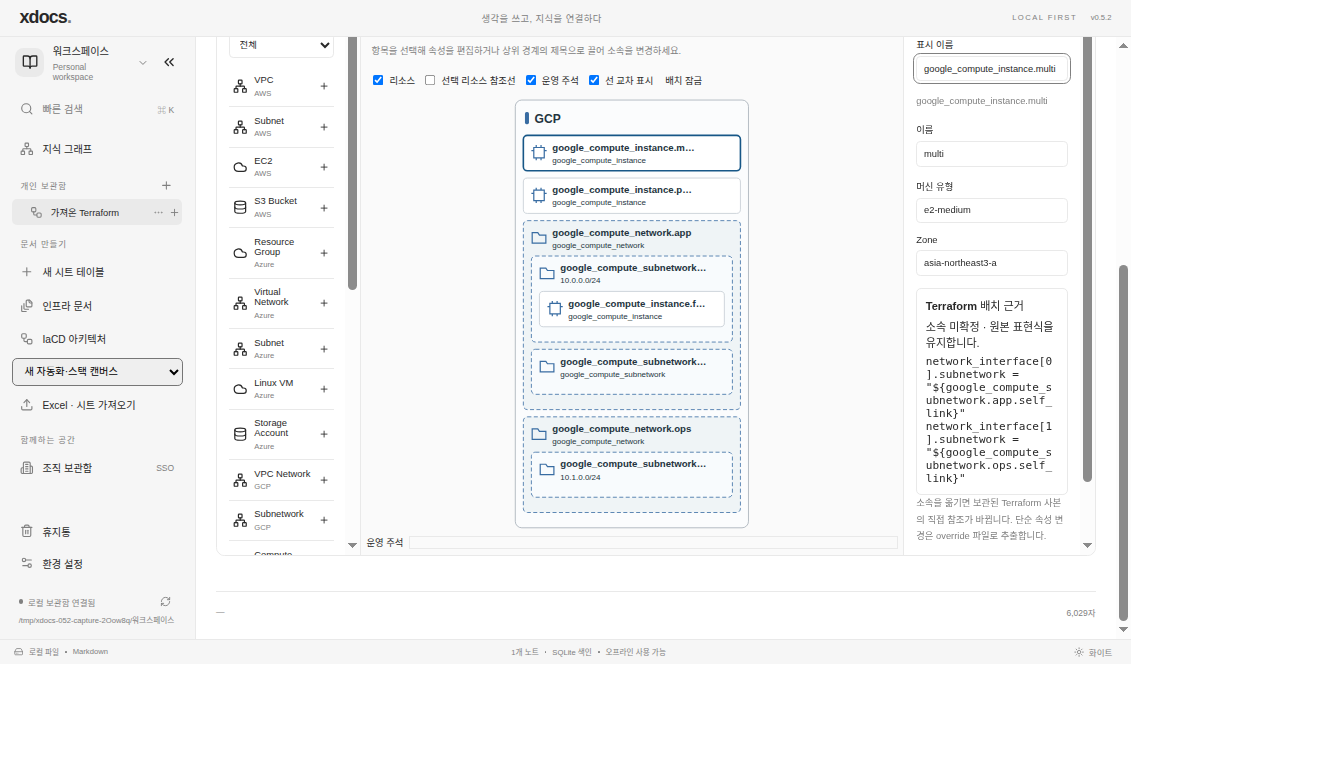 xdocs.
생각을 쓰고, 지식을 연결하다
LOCAL FIRST v0.5.2
워크스페이스
Personal workspace
빠른 검색 ⌘ K
지식 그래프
개인 보관함
가져온 Terraform
문서 만들기
새 시트 테이블
인프라 문서
IaCD 아키텍처
새 자동화·스택 캔버스
Excel · 시트 가져오기
함께하는 공간
조직 보관함 SSO
휴지통
환경 설정
로컬 보관함 연결됨
/tmp/xdocs-052-capture-2Oow8q/워크스페이스
전체
VPC
AWS
Subnet
AWS
EC2
AWS
S3 Bucket
AWS
Resource
Group
Azure
Virtual
Network
Azure
Subnet
Azure
Linux VM
Azure
Storage
Account
Azure
VPC Network
GCP
Subnetwork
GCP
항목을 선택해 속성을 편집하거나 상위 경계의 제목으로 끌어 소속을 변경하세요.
리소스 선택 리소스 참조선 운영 주석 선 교차 표시 배치 잠금
GCP
google_compute_instance.m…
google_compute_instance
google_compute_instance.p…
google_compute_instance
google_compute_network.app
google_compute_network
google_compute_subnetwork…
10.0.0.0/24
google_compute_instance.f…
google_compute_instance
google_compute_subnetwork…
google_compute_subnetwork
google_compute_network.ops
google_compute_network
google_compute_subnetwork…
10.1.0.0/24
운영 주석
표시 이름
google_compute_instance.multi
google_compute_instance.multi
이름
multi
머신 유형
e2-medium
Zone
asia-northeast3-a
Terraform 배치 근거
소속 미확정 · 원본 표현식을
유지합니다.
network_interface[0
].subnetwork =
"${google_compute_s
ubnetwork.app.self_
link}"
network_interface[1
].subnetwork =
"${google_compute_s
ubnetwork.ops.self_
link}"
소속을 옮기면 보관된 Terraform 사본
의 직접 참조가 바뀝니다. 단순 속성 변
경은 override 파일로 추출합니다.
—
6,029자
로컬 파일 • Markdown
1개 노트 • SQLite 색인 • 오프라인 사용 가능
화이트